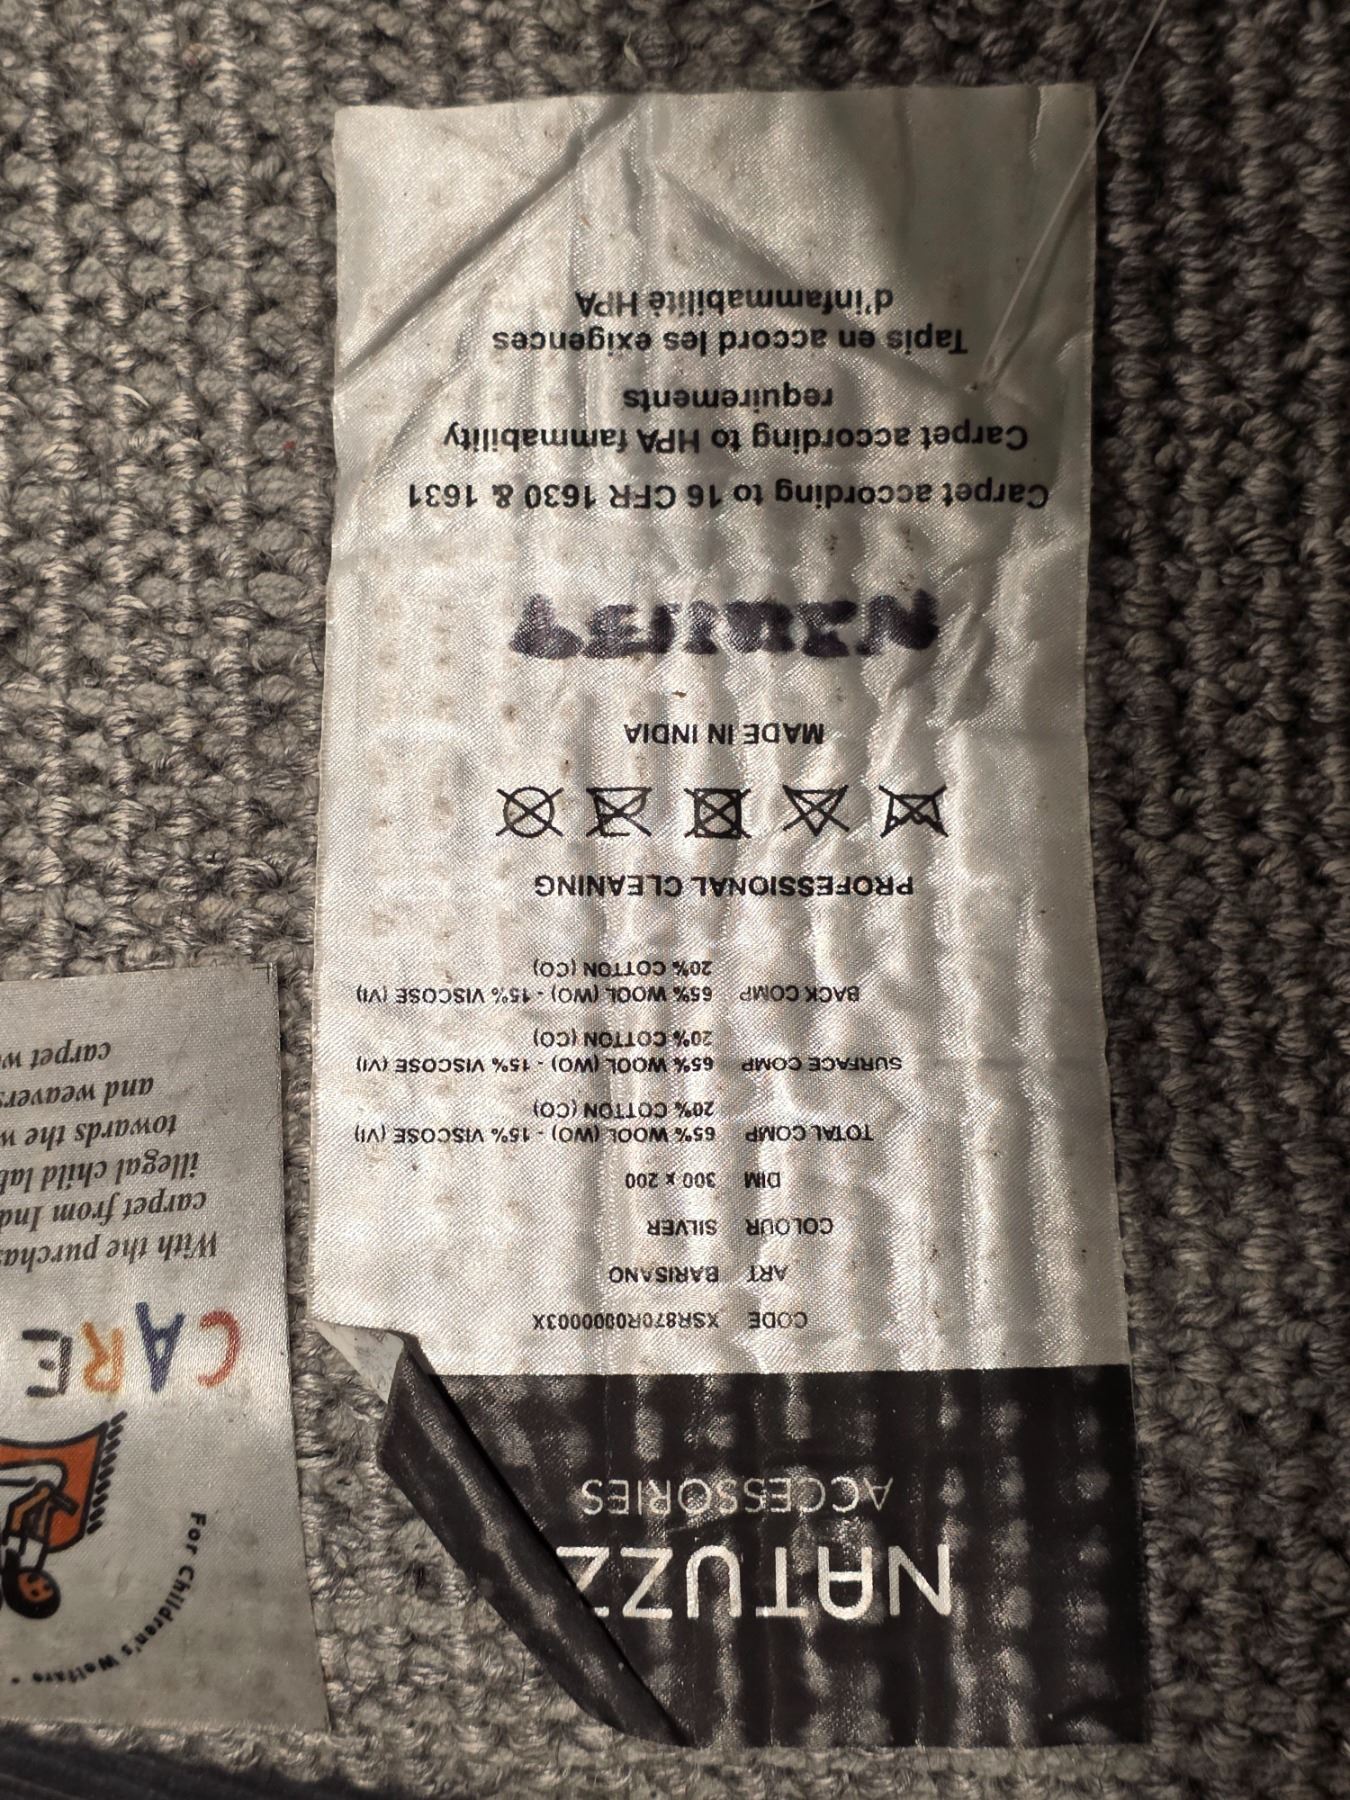 NATUZZ
ACCESSORIES
CODE XSR870R0000003X
ART BARISANO
COLOUR SILVER
DIM 300 x 200
TOTAL COMP 65% WOOL (WO) - 15% VISCOSE (VI)
20% COTTON (CO)
SURFACE COMP 65% WOOL (WO) - 15% VISCOSE (VI)
20% COTTON (CO)
BACK COMP 65% WOOL (WO) - 15% VISCOSE (VI)
20% COTTON (CO)
PROFESSIONAL CLEANING
MADE IN INDIA
Carpet according to 16 CFR 1630 & 1631
Carpet according to HPA fammability
requirements
Tapis en accord les exigences
d'infammabilité HPA
For Children's Welfare •
CARE
With the purcha
carpet from Ind
illegal child lab
towards the w
and weavers
carpet w